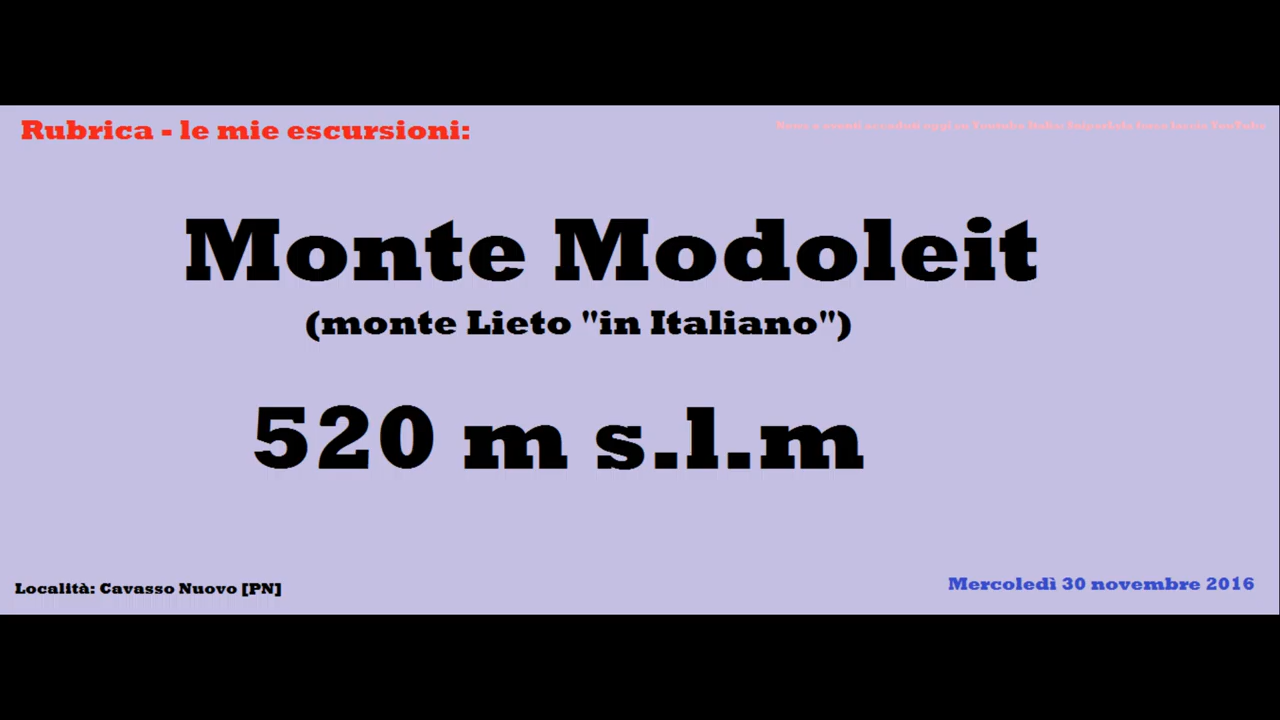 Rubrica - le mie escursioni:
Monte Modoleit
(monte Lieto "in Italiano")
520 m s.l.m
Località: Cavasso Nuovo [PN]
Mercoledì 30 novembre 2016